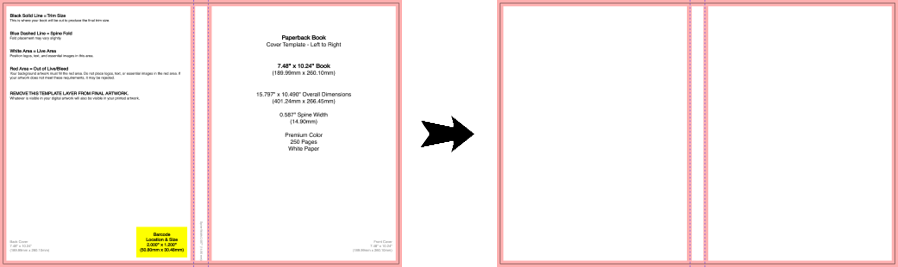 Black Solid Line = Trim Size
This is where your book will be cut to produce the final trim size.
Blue Dashed Line = Spine Fold
Fold placement may vary slightly
White Area = Live Area
Position logos, text, and essential images in this area.
Red Area = Out of Live/Bleed
Your background artwork must fill the red area. Do not place logos, text, or essential images in the red area. If
your artwork does not meet these requirements, it may be rejected.
REMOVE THIS TEMPLATE LAYER FROM FINAL ARTWORK.
Whatever is visible in your digital artwork will also be visible in your printed artwork.
Back Cover
7.48" x 10.24"
(189.99mm x 260.10mm)
Barcode
Location & Size
2.000" x 1.200"
(50.80mm x 30.48mm)
Paperback Book
Cover Template - Left to Right
7.48" x 10.24" Book
(189.99mm x 260.10mm)
15.797" x 10.490" Overall Dimensions
(401.24mm x 266.45mm)
0.587" Spine Width
(14.90mm)
Premium Color
250 Pages
White Paper
Front Cover
7.48" x 10.24"
(189.99mm x 260.10mm)